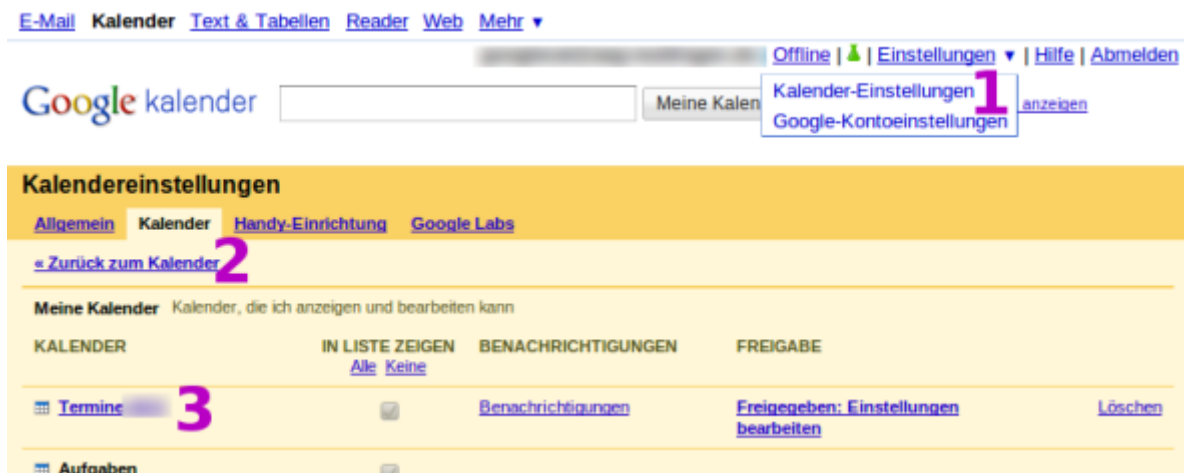 E-Mail Kalender Text & Tabellen Reader Web Mehr ▼
Offline | | Einstellungen ▼ | Hilfe | Abmelden
Google kalender Meine Kalen anzeigen
Kalender-Einstellungen 1
Google-Kontoeinstellungen
Kalendereinstellungen
Allgemein Kalender Handy-Einrichtung Google Labs
« Zurück zum Kalender 2
Meine Kalender Kalender, die ich anzeigen und bearbeiten kann
KALENDER IN LISTE ZEIGEN BENACHRICHTIGUNGEN FREIGABE
Alle Keine
Termine 3 Benachrichtigungen Freigegeben: Einstellungen Löschen
bearbeiten
Aufgaben